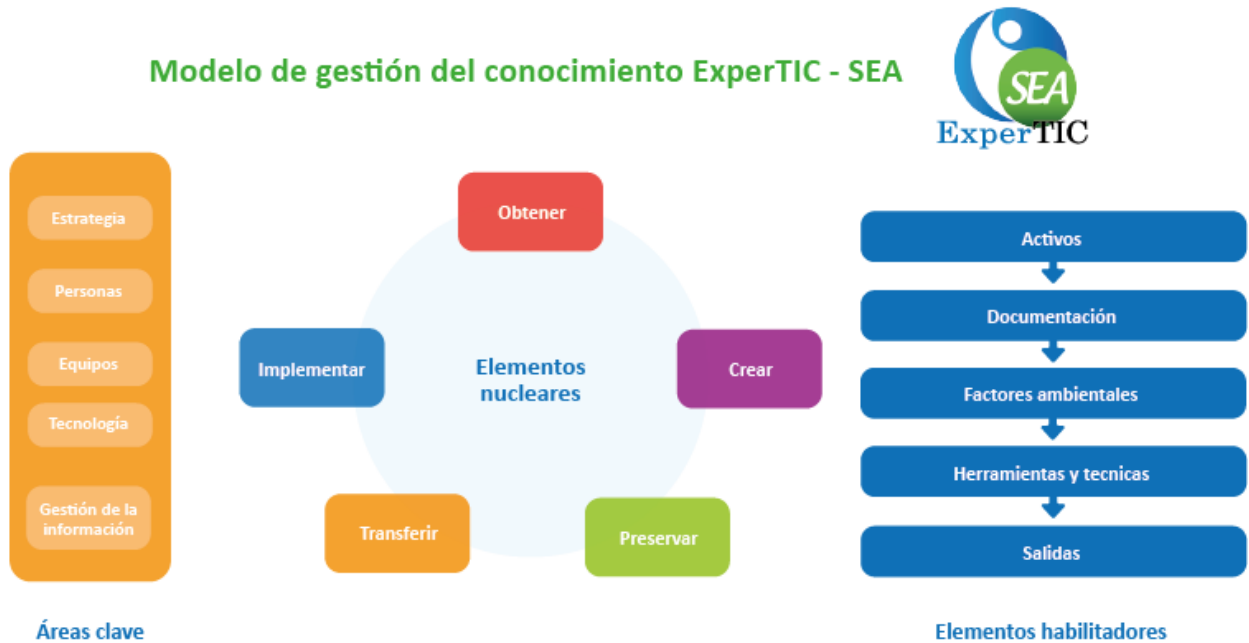 Modelo de gestión del conocimiento ExperTIC - SEA
SEA
ExperTIC
Estrategia
Personas
Equipos
Tecnología
Gestión de la
información
Áreas clave
Obtener
Implementar
Elementos
nucleares
Crear
Transferir
Preservar
Activos
Documentación
Factores ambientales
Herramientas y tecnicas
Salidas
Elementos habilitadores